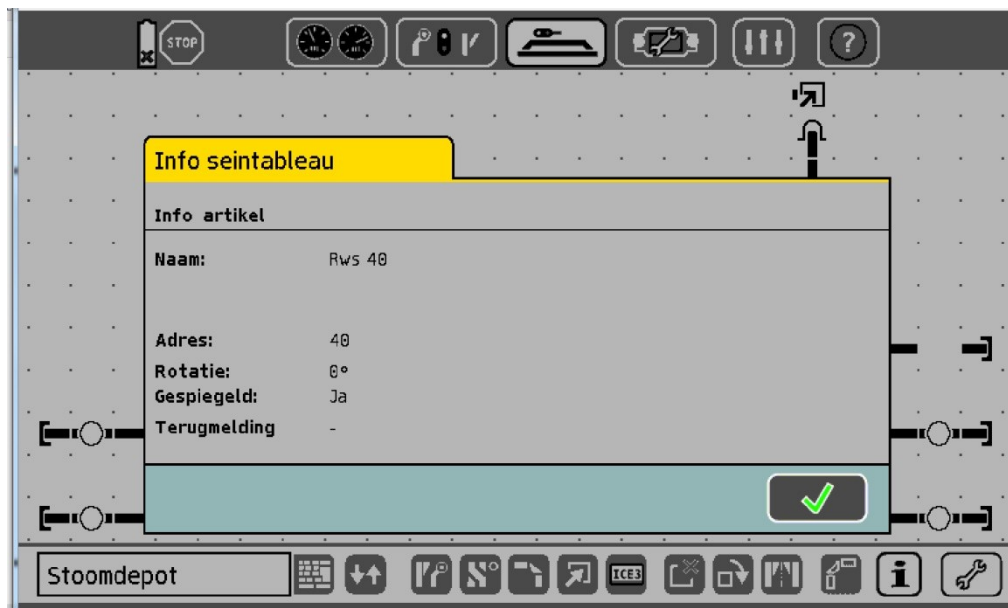 STOP
?
Info seintableau
Info artikel
Naam: Rws 40
Adres: 40
Rotatie: 0°
Gespiegeld: Ja
Terugmelding -
Stoomdepot
ICE3
i